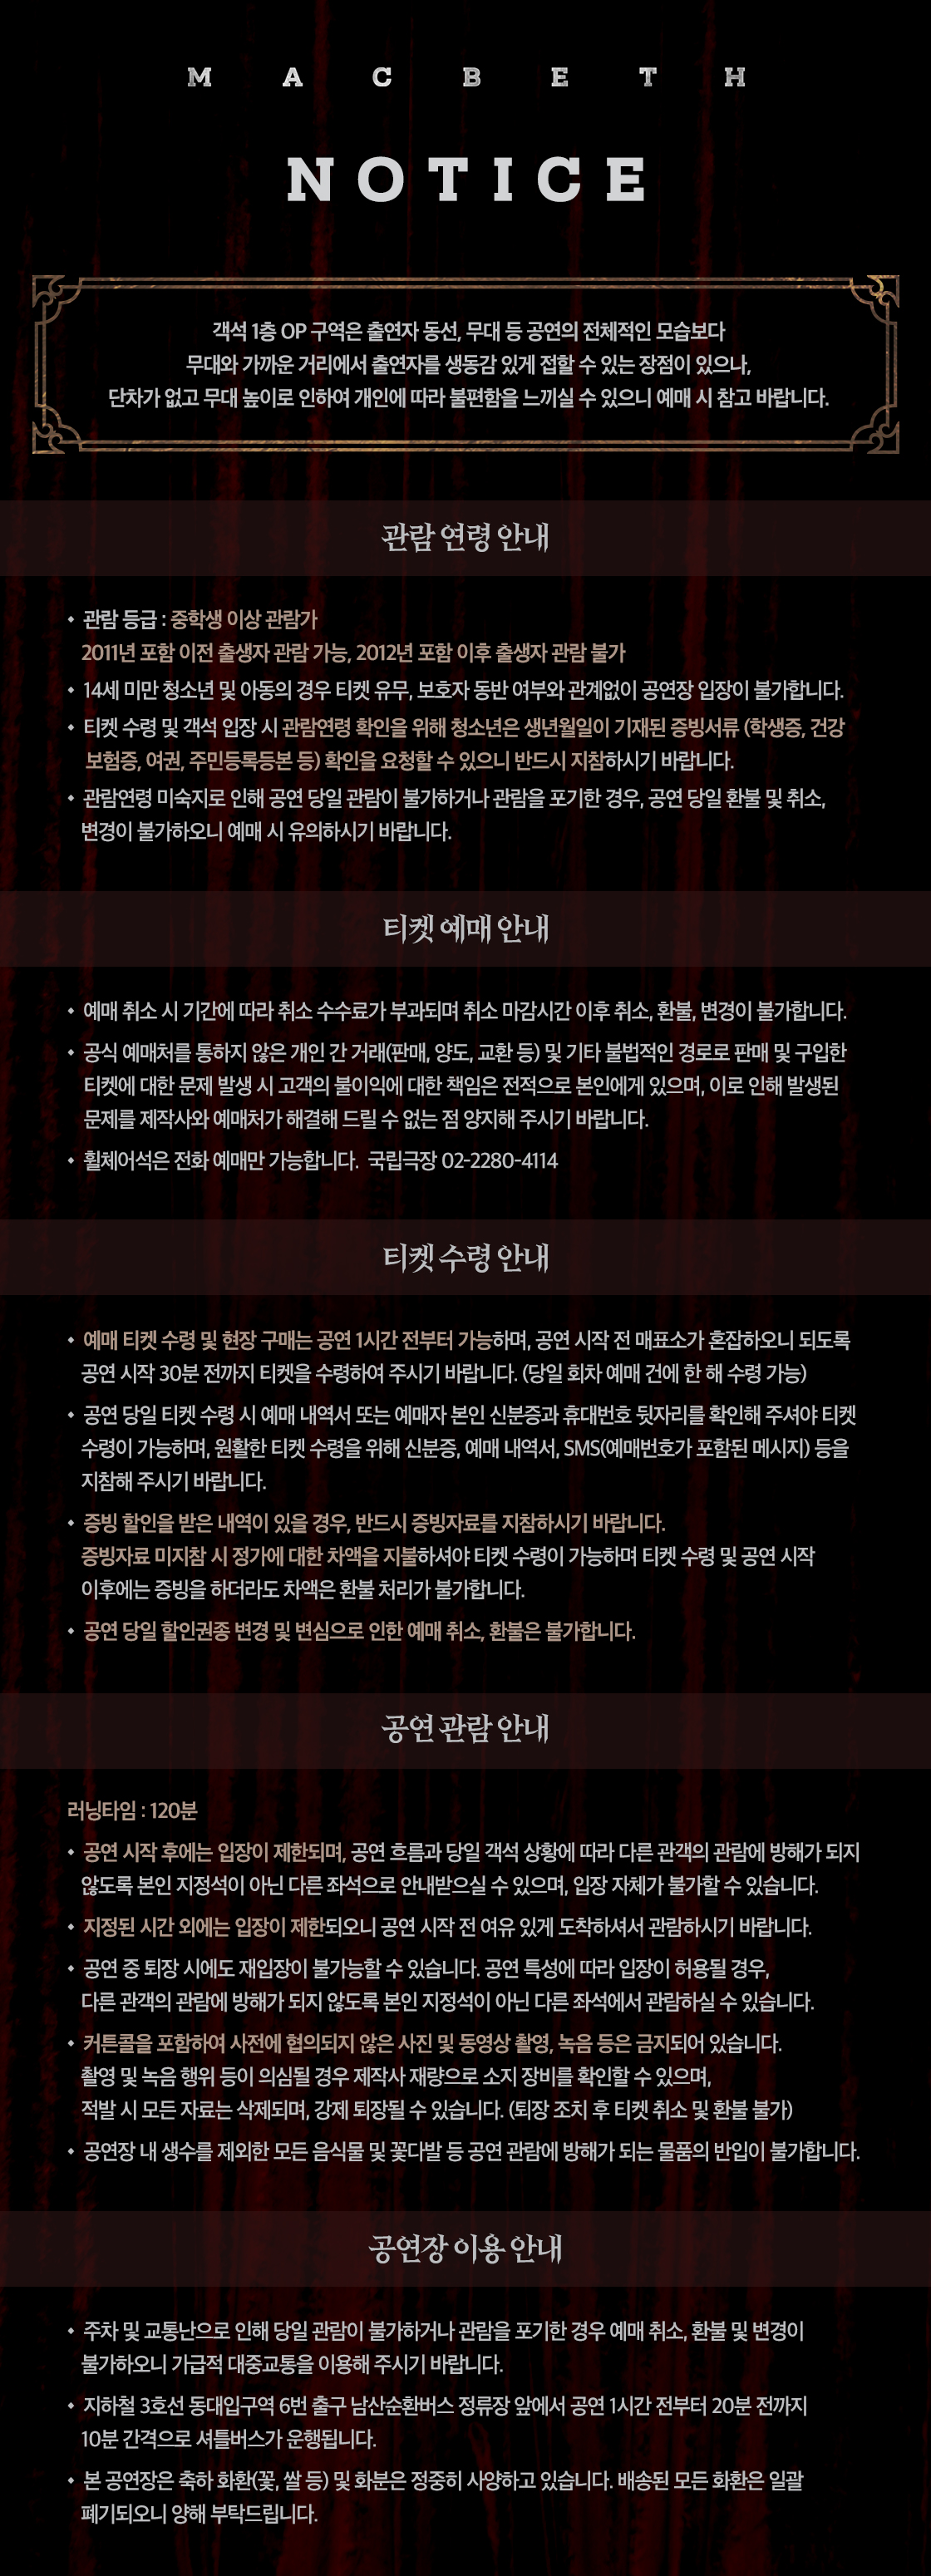 MACBETH
NOTICE
객석 1층 OP 구역은 출연자 동선, 무대 등 공연의 전체적인 모습보다
무대와 가까운 거리에서 출연자를 생동감 있게 접할 수 있는 장점이 있으나,
단차가 없고 무대 높이로 인하여 개인에 따라 불편함을 느끼실 수 있으니 예매 시 참고 바랍니다.
관람 연령 안내
• 관람 등급 : 중학생 이상 관람가
2011년 포함 이전 출생자 관람 가능, 2012년 포함 이후 출생자 관람 불가
• 14세 미만 청소년 및 아동의 경우 티켓 유무, 보호자 동반 여부와 관계없이 공연장 입장이 불가합니다.
• 티켓 수령 및 객석 입장 시 관람연령 확인을 위해 청소년은 생년월일이 기재된 증빙서류 (학생증, 건강
보험증, 여권, 주민등록등본 등) 확인을 요청할 수 있으니 반드시 지참하시기 바랍니다.
• 관람연령 미숙지로 인해 공연 당일 관람이 불가하거나 관람을 포기한 경우, 공연 당일 환불 및 취소,
변경이 불가하오니 예매 시 유의하시기 바랍니다.
티켓 예매 안내
• 예매 취소 시 기간에 따라 취소 수수료가 부과되며 취소 마감시간 이후 취소, 환불, 변경이 불가합니다.
• 공식 예매처를 통하지 않은 개인 간 거래(판매, 양도, 교환 등) 및 기타 불법적인 경로로 판매 및 구입한
티켓에 대한 문제 발생 시 고객의 불이익에 대한 책임은 전적으로 본인에게 있으며, 이로 인해 발생된
문제를 제작사와 예매처가 해결해 드릴 수 없는 점 양지해 주시기 바랍니다.
• 휠체어석은 전화 예매만 가능합니다. 국립극장 02-2280-4114
티켓 수령 안내
• 예매 티켓 수령 및 현장 구매는 공연 1시간 전부터 가능하며, 공연 시작 전 매표소가 혼잡하오니 되도록
공연 시작 30분 전까지 티켓을 수령하여 주시기 바랍니다. (당일 회차 예매 건에 한 해 수령 가능)
• 공연 당일 티켓 수령 시 예매 내역서 또는 예매자 본인 신분증과 휴대번호 뒷자리를 확인해 주셔야 티켓
수령이 가능하며, 원활한 티켓 수령을 위해 신분증, 예매 내역서, SMS(예매번호가 포함된 메시지) 등을
지참해 주시기 바랍니다.
• 증빙 할인을 받은 내역이 있을 경우, 반드시 증빙자료를 지참하시기 바랍니다.
증빙자료 미지참 시 정가에 대한 차액을 지불하셔야 티켓 수령이 가능하며 티켓 수령 및 공연 시작
이후에는 증빙을 하더라도 차액은 환불 처리가 불가합니다.
• 공연 당일 할인권종 변경 및 변심으로 인한 예매 취소, 환불은 불가합니다.
공연 관람 안내
러닝타임 : 120분
• 공연 시작 후에는 입장이 제한되며, 공연 흐름과 당일 객석 상황에 따라 다른 관객의 관람에 방해가 되지
않도록 본인 지정석이 아닌 다른 좌석으로 안내받으실 수 있으며, 입장 자체가 불가할 수 있습니다.
• 지정된 시간 외에는 입장이 제한되오니 공연 시작 전 여유 있게 도착하셔서 관람하시기 바랍니다.
• 공연 중 퇴장 시에도 재입장이 불가능할 수 있습니다. 공연 특성에 따라 입장이 허용될 경우,
다른 관객의 관람에 방해가 되지 않도록 본인 지정석이 아닌 다른 좌석에서 관람하실 수 있습니다.
• 커튼콜을 포함하여 사전에 협의되지 않은 사진 및 동영상 촬영, 녹음 등은 금지되어 있습니다.
촬영 및 녹음 행위 등이 의심될 경우 제작사 재량으로 소지 장비를 확인할 수 있으며,
적발 시 모든 자료는 삭제되며, 강제 퇴장될 수 있습니다. (퇴장 조치 후 티켓 취소 및 환불 불가)
• 공연장 내 생수를 제외한 모든 음식물 및 꽃다발 등 공연 관람에 방해가 되는 물품의 반입이 불가합니다.
공연장 이용 안내
• 주차 및 교통난으로 인해 당일 관람이 불가하거나 관람을 포기한 경우 예매 취소, 환불 및 변경이
불가하오니 가급적 대중교통을 이용해 주시기 바랍니다.
• 지하철 3호선 동대입구역 6번 출구 남산순환버스 정류장 앞에서 공연 1시간 전부터 20분 전까지
10분 간격으로 셔틀버스가 운행됩니다.
• 본 공연장은 축하 화환(꽃, 쌀 등) 및 화분은 정중히 사양하고 있습니다. 배송된 모든 화환은 일괄
폐기되오니 양해 부탁드립니다.